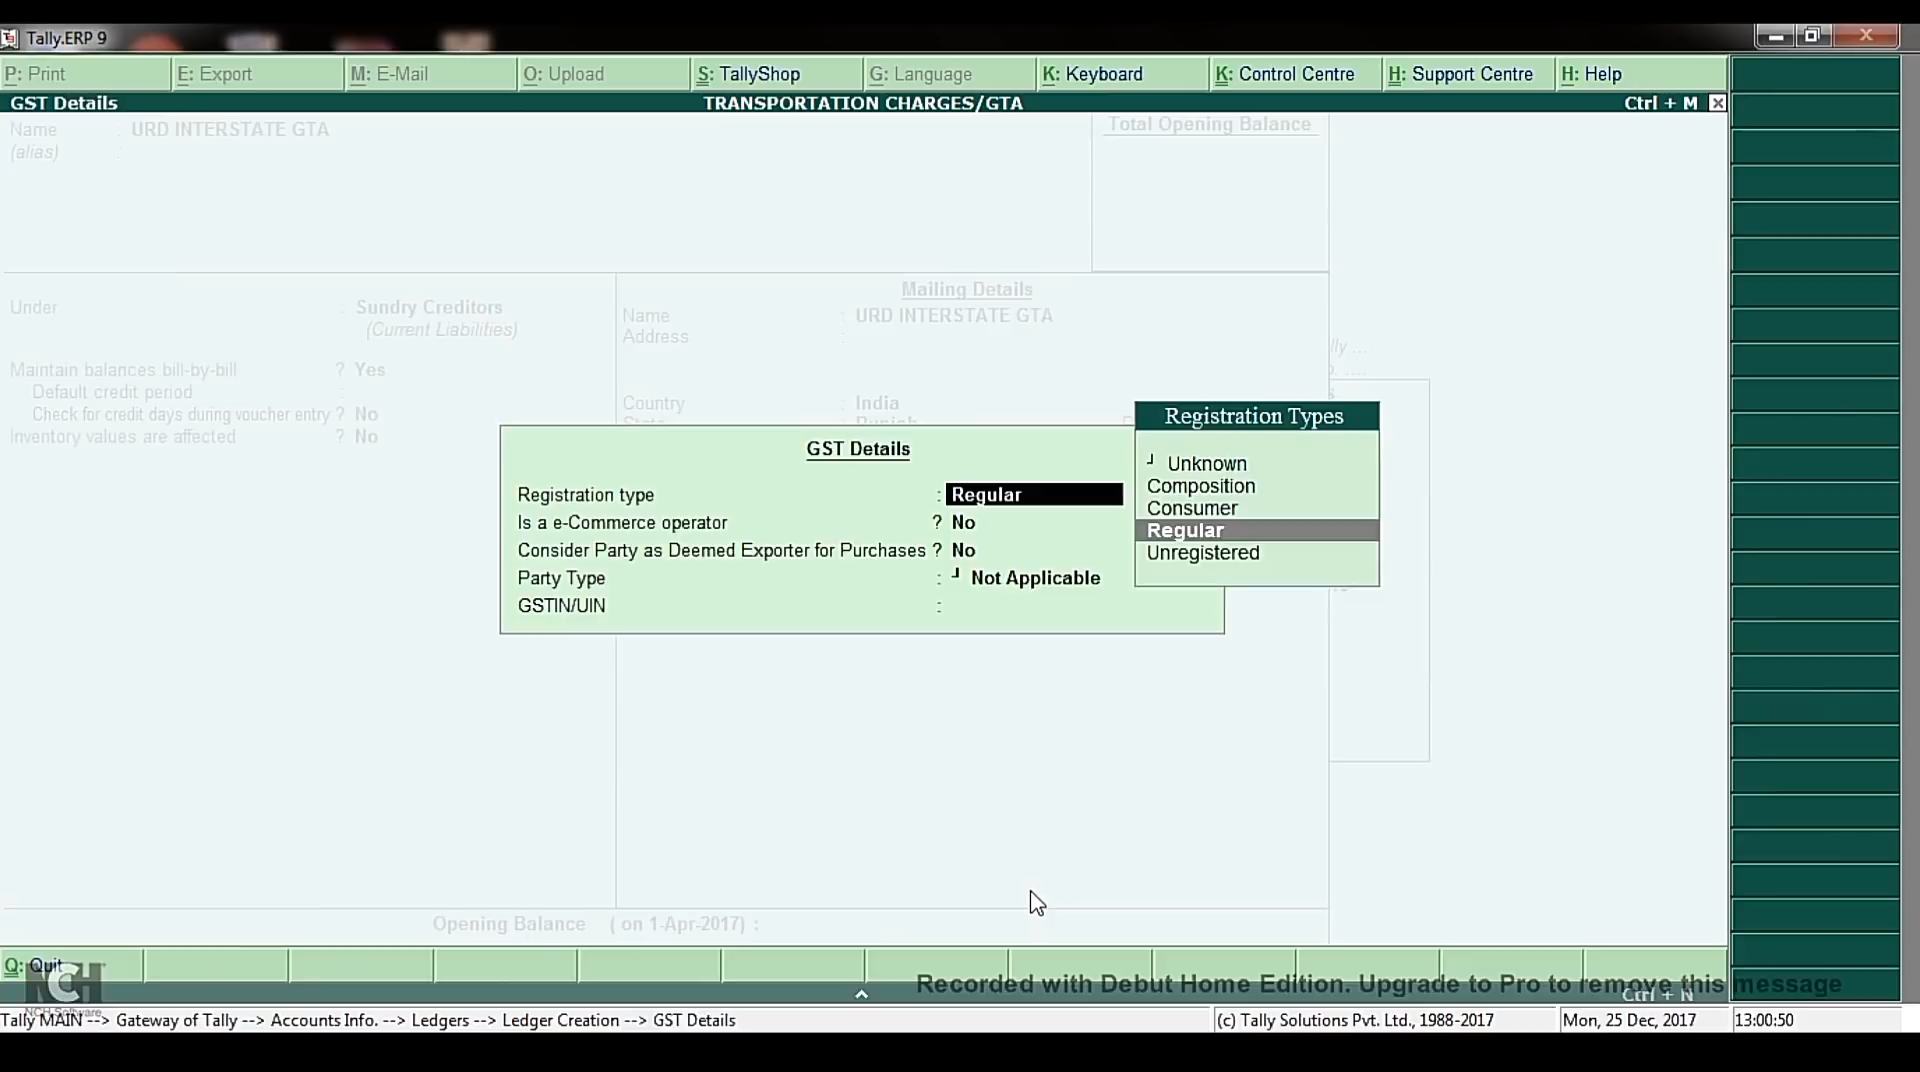 Tally.ERP 9
P: Print E: Export M: E-Mail O: Upload S: TallyShop G: Language K: Keyboard K: Control Centre H: Support Centre H: Help
GST Details TRANSPORTATION CHARGES/GTA Ctrl + M
Name : URD INTERSTATE GTA
(alias) :
Total Opening Balance
Under : Sundry Creditors
(Current Liabilities)
Maintain balances bill-by-bill ? Yes
Default credit period :
Check for credit days during voucher entry ? No
Inventory values are affected ? No
Mailing Details
Name : URD INTERSTATE GTA
Address :
Country : India
GST Details
Registration type : Regular
Is a e-Commerce operator ? No
Consider Party as Deemed Exporter for Purchases ? No
Party Type : ┘ Not Applicable
GSTIN/UIN :
Registration Types
┘ Unknown
Composition
Consumer
Regular
Unregistered
Opening Balance ( on 1-Apr-2017) :
Q: Quit
NCH
NCH Software
Recorded with Debut Home Edition. Upgrade to Pro to remove this message
Ctrl + N
Tally MAIN --> Gateway of Tally --> Accounts Info. --> Ledgers --> Ledger Creation --> GST Details
(c) Tally Solutions Pvt. Ltd., 1988-2017 Mon, 25 Dec, 2017 13:00:50